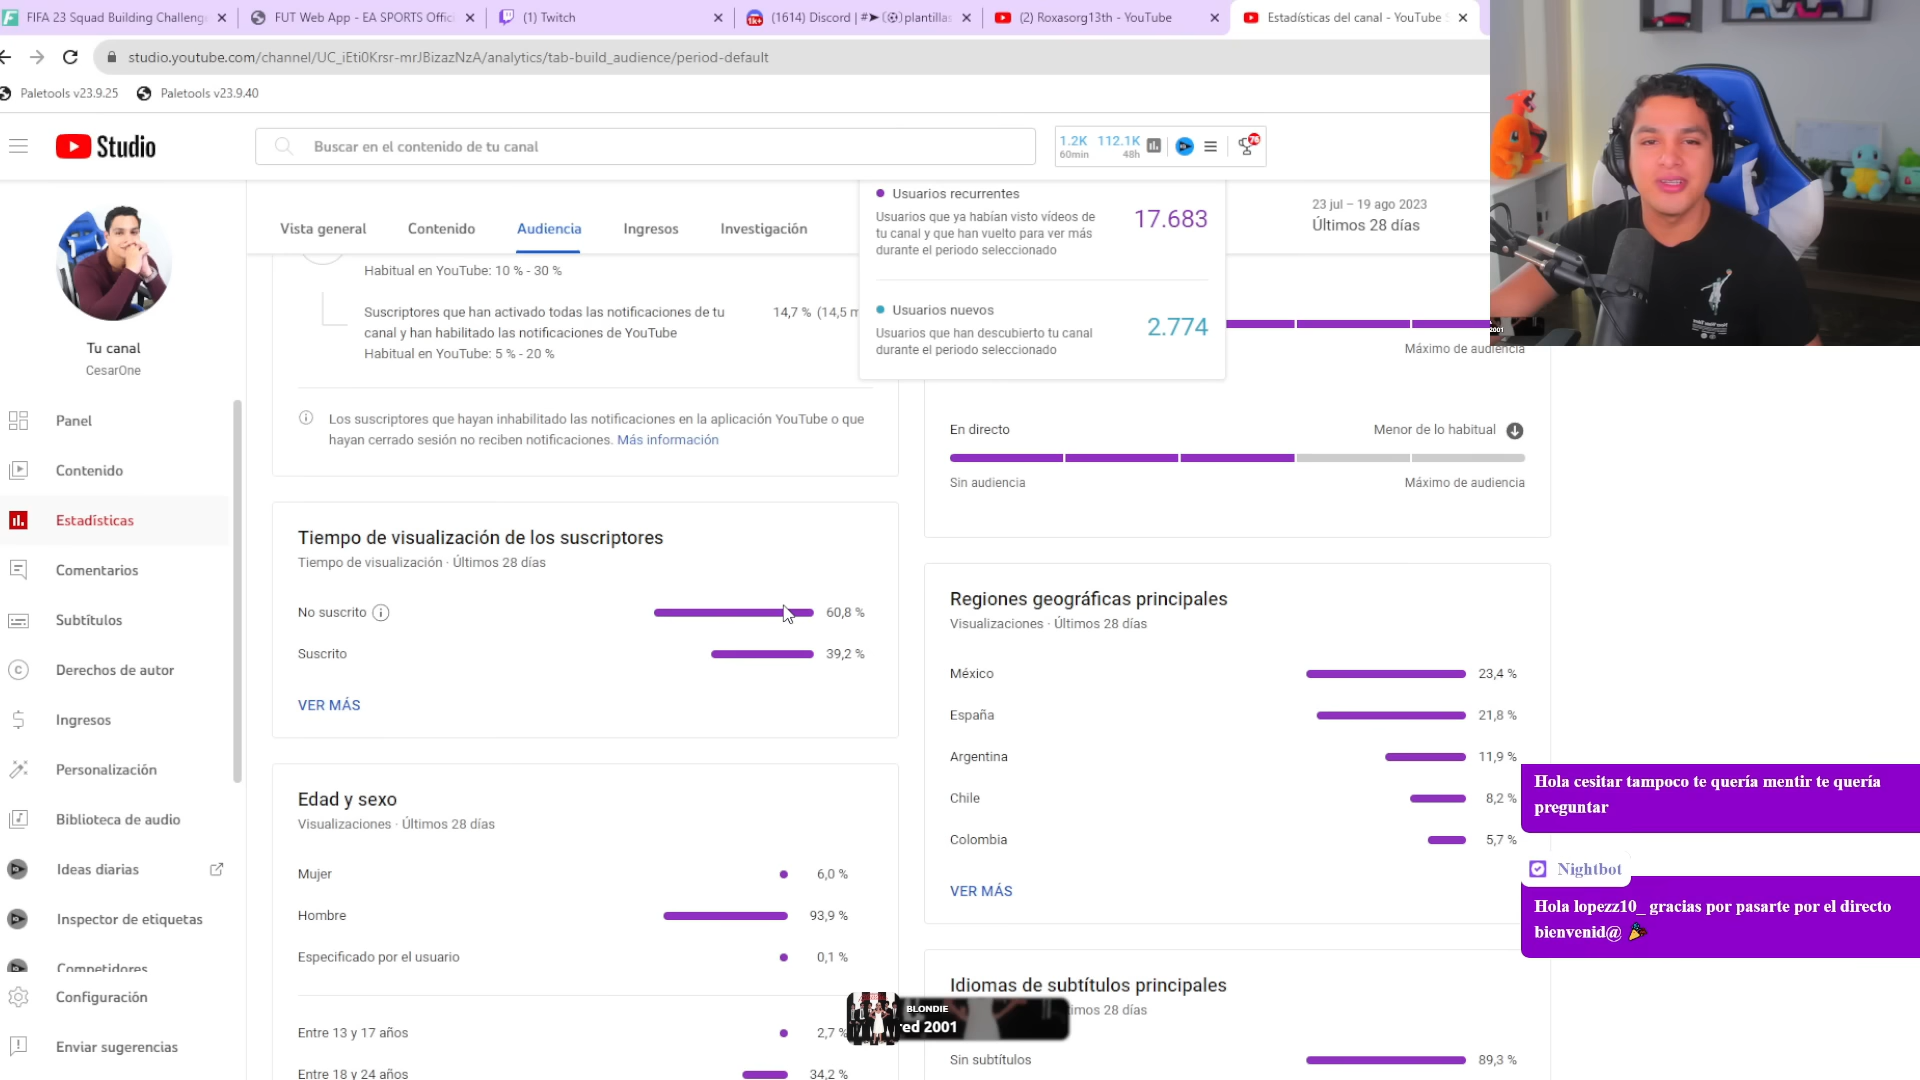 FIFA 23 Squad Building Challeng
FUT Web App - EA SPORTS Offic
(1) Twitch
(1614) Discord | #➤〔⚽〕plantillas
(2) Roxasorg13th - YouTube
Estadísticas del canal - YouTube S
studio.youtube.com/channel/UC_iEti0Krsr-mrJBizazNzA/analytics/tab-build_audience/period-default
Paletools v23.9.25
Paletools v23.9.40
Studio
Buscar en el contenido de tu canal
1.2K
60min
112.1K
48h
76
Tu canal
CesarOne
Panel
Contenido
Estadísticas
Comentarios
Subtítulos
Derechos de autor
Ingresos
Personalización
Biblioteca de audio
Ideas diarias
Inspector de etiquetas
Competidores
Configuración
Enviar sugerencias
Vista general
Contenido
Audiencia
Ingresos
Investigación
23 jul – 19 ago 2023
Últimos 28 días
Usuarios recurrentes
Usuarios que ya habían visto vídeos de
tu canal y que han vuelto para ver más
durante el periodo seleccionado
17.683
Usuarios nuevos
Usuarios que han descubierto tu canal
durante el periodo seleccionado
2.774
Habitual en YouTube: 10 % - 30 %
Suscriptores que han activado todas las notificaciones de tu
canal y han habilitado las notificaciones de YouTube
14,7 % (14,5 m
Habitual en YouTube: 5 % - 20 %
Los suscriptores que hayan inhabilitado las notificaciones en la aplicación YouTube o que
hayan cerrado sesión no reciben notificaciones. Más información
Máximo de audiencia
En directo
Menor de lo habitual
Sin audiencia
Máximo de audiencia
Tiempo de visualización de los suscriptores
Tiempo de visualización · Últimos 28 días
No suscrito
60,8 %
Suscrito
39,2 %
VER MÁS
Edad y sexo
Visualizaciones · Últimos 28 días
Mujer
6,0 %
Hombre
93,9 %
Especificado por el usuario
0,1 %
Entre 13 y 17 años
2,7 %
Entre 18 y 24 años
34,2 %
Regiones geográficas principales
Visualizaciones · Últimos 28 días
México
23,4 %
España
21,8 %
Argentina
11,9 %
Chile
8,2 %
Colombia
5,7 %
VER MÁS
Idiomas de subtítulos principales
imos 28 días
Sin subtítulos
89,3 %
BLONDIE
red 2001
2001
Hola cesitar tampoco te quería mentir te quería
preguntar
Nightbot
Hola lopezz10_ gracias por pasarte por el directo
bienvenid@ 🎉